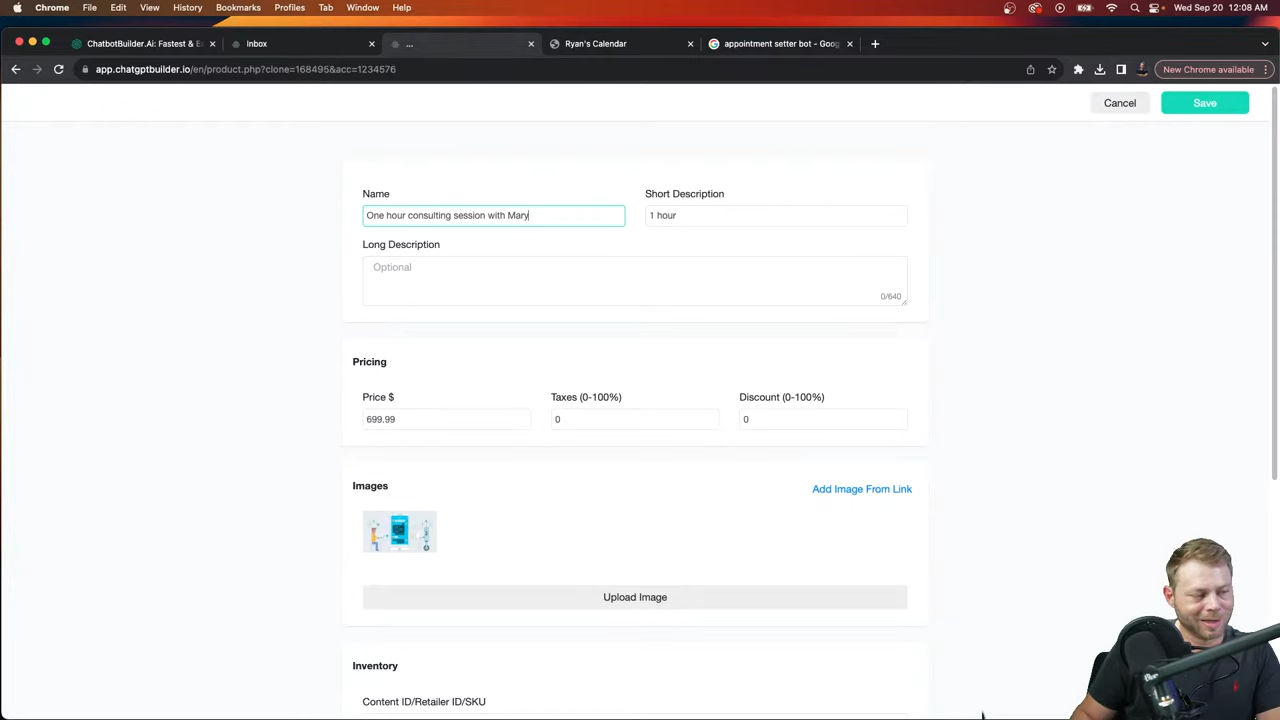 Chrome File Edit View History Bookmarks Profiles Tab Window Help Wed Sep 20 12:08 AM
ChatbotBuilder.Ai: Fastest & E Inbox ... Ryan's Calendar appointment setter bot - Goog
app.chatgptbuilder.io/en/product.php?clone=168495&acc=1234576 New Chrome available
Cancel Save
Name Short Description
One hour consulting session with Mary 1 hour
Long Description
Optional
0/640
Pricing
Price $ Taxes (0-100%) Discount (0-100%)
699.99 0 0
Images Add Image From Link
Upload Image
Inventory
Content ID/Retailer ID/SKU